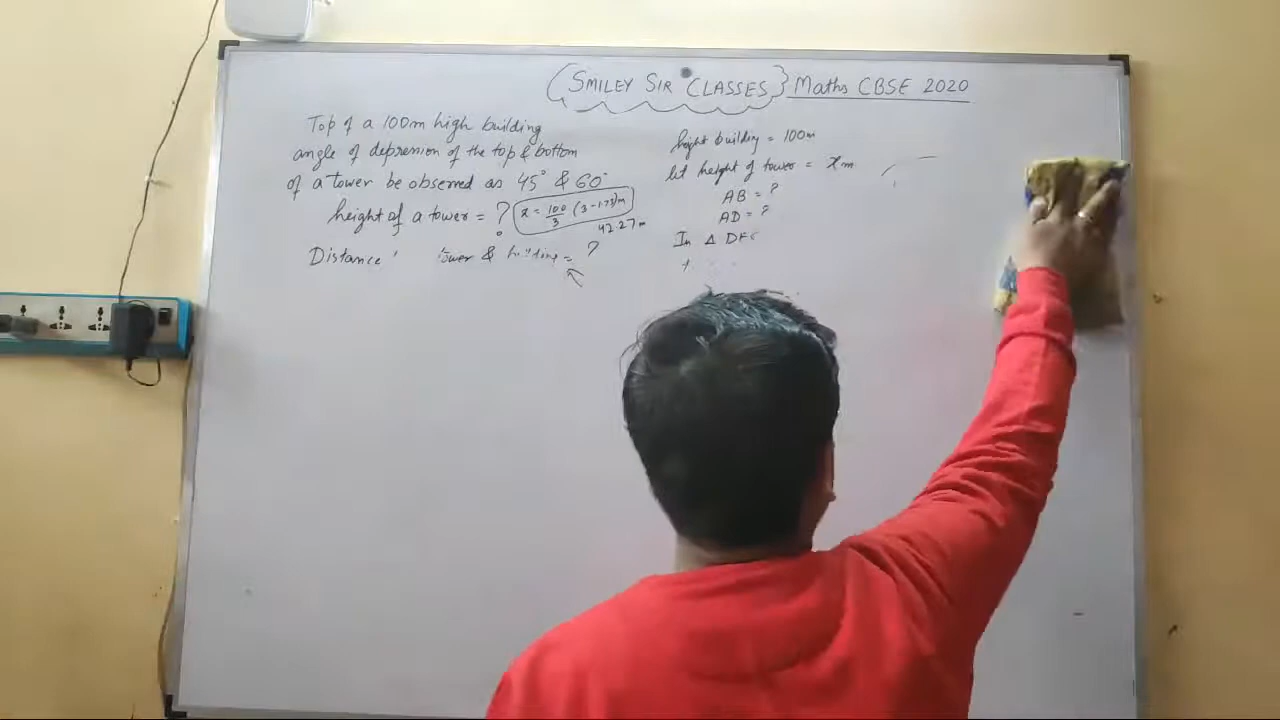 SMILEY SIR CLASSES Maths CBSE 2020
Top of a 100m high building
angle of depression of the top & bottom
of a tower be observed as 45° & 60°
height of a tower = ? x = 100/3 (3-1.73)m
42.27m
Distance tower & building = ?
height building = 100m
let height of tower = xm
AB = ?
AD = ?
In Δ